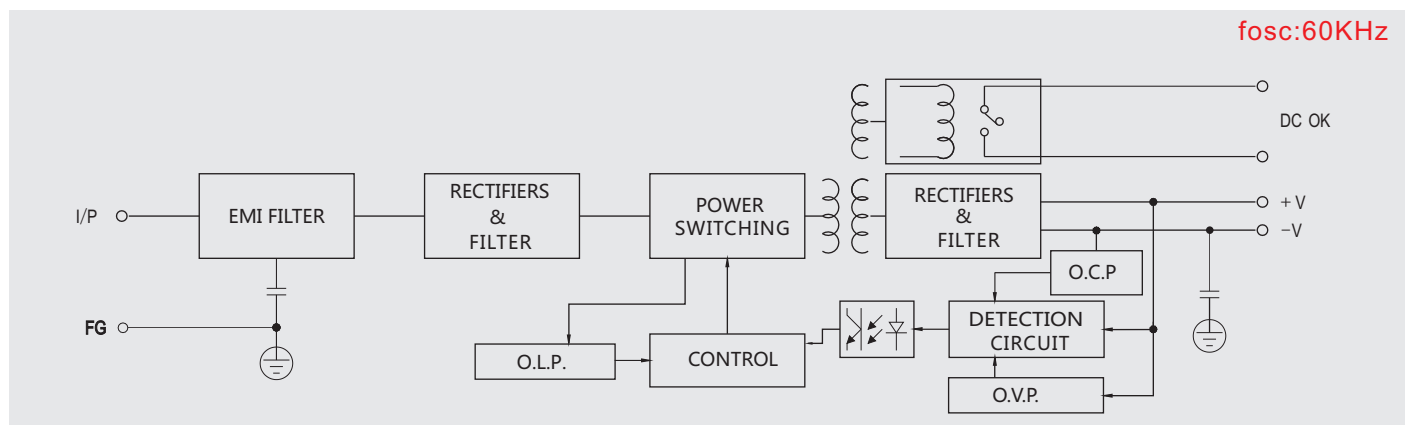 fosc:60KHz
DC OK
I/P
EMI FILTER
RECTIFIERS
&
FILTER
POWER
SWITCHING
RECTIFIERS
&
FILTER
+V
-V
O.C.P
FG
O.L.P.
CONTROL
DETECTION
CIRCUIT
O.V.P.